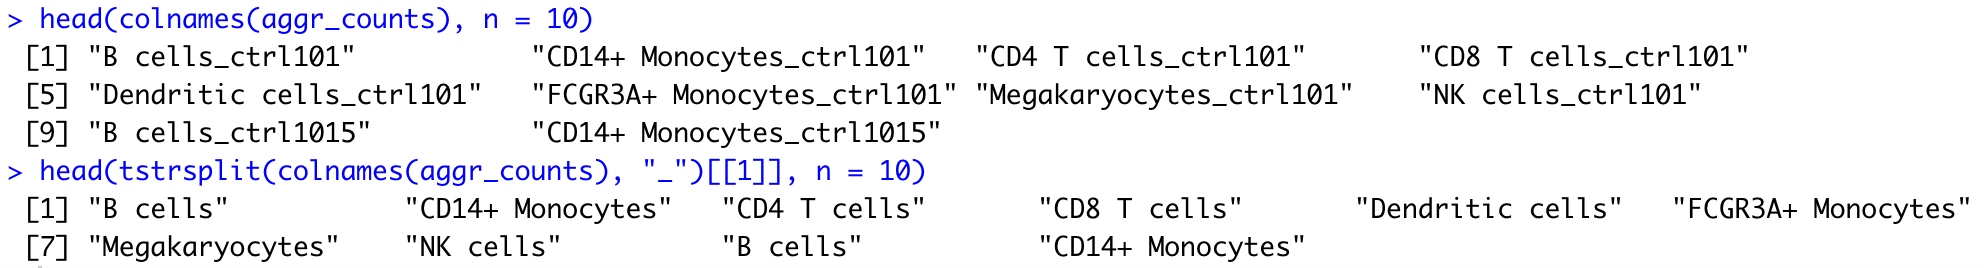 > head(colnames(aggr_counts), n = 10)
[1] "B cells_ctrl101" "CD14+ Monocytes_ctrl101" "CD4 T cells_ctrl101" "CD8 T cells_ctrl101"
[5] "Dendritic cells_ctrl101" "FCGR3A+ Monocytes_ctrl101" "Megakaryocytes_ctrl101" "NK cells_ctrl101"
[9] "B cells_ctrl1015" "CD14+ Monocytes_ctrl1015"
> head(tstrsplit(colnames(aggr_counts), "_")[[1]], n = 10)
[1] "B cells" "CD14+ Monocytes" "CD4 T cells" "CD8 T cells" "Dendritic cells" "FCGR3A+ Monocytes"
[7] "Megakaryocytes" "NK cells" "B cells" "CD14+ Monocytes"